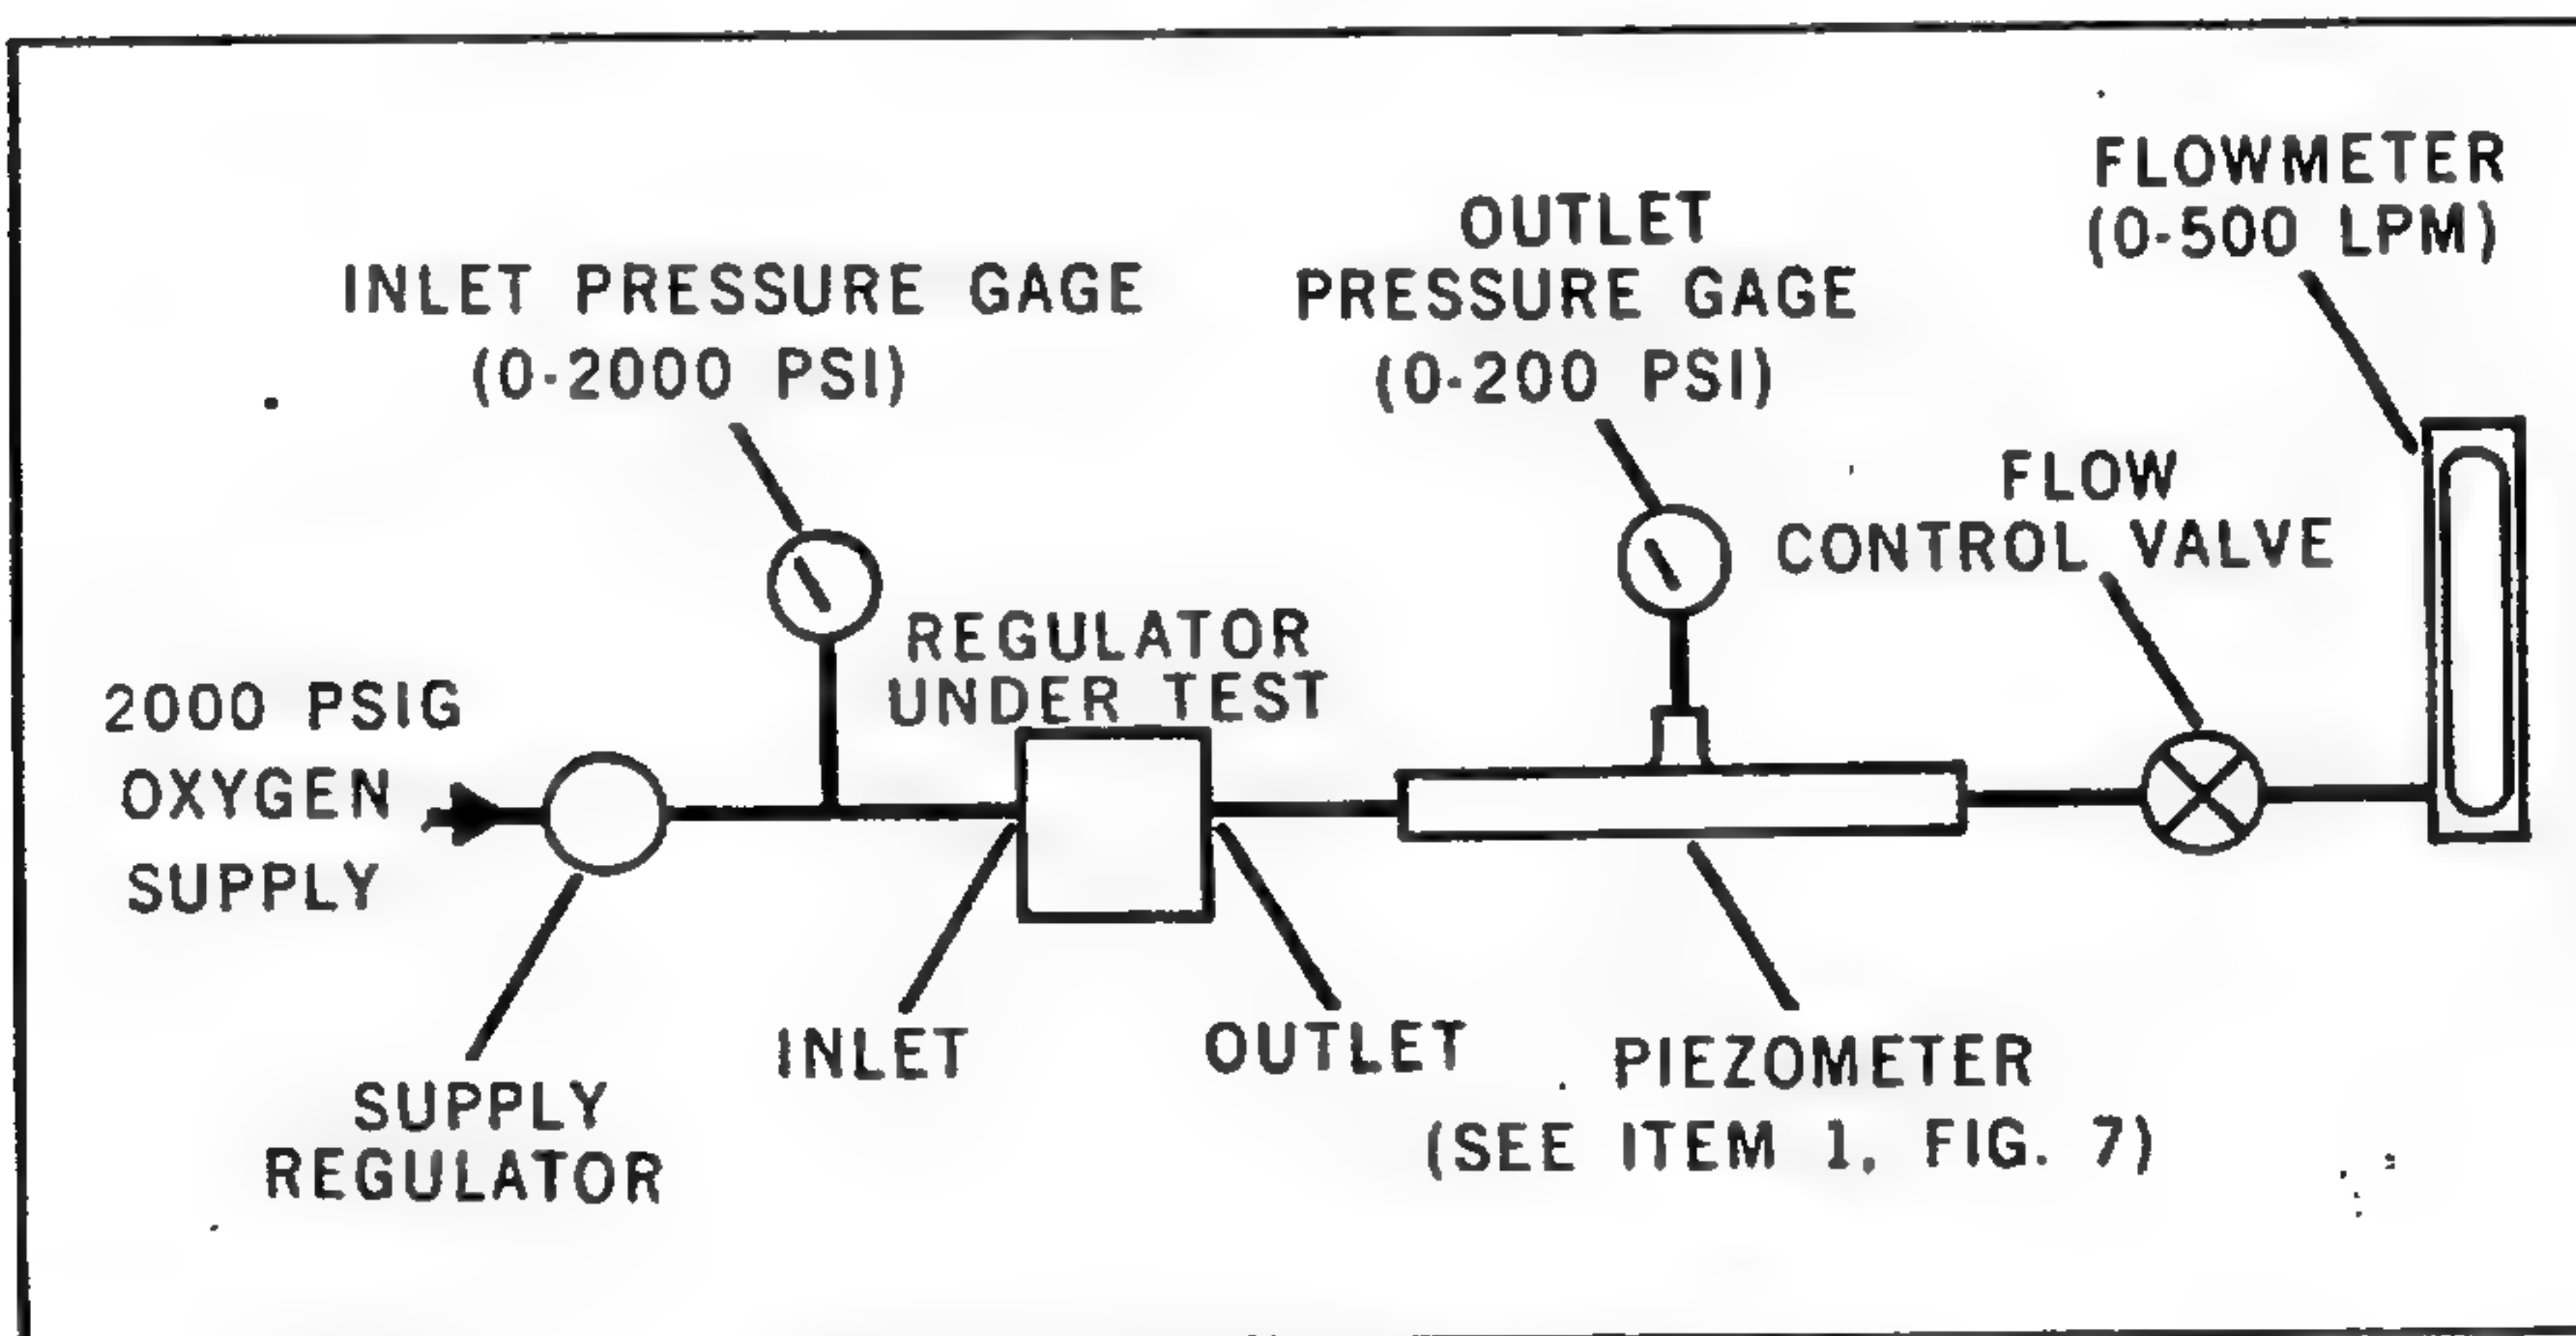 FLOWMETER
(0-500 LPM)
OUTLET
PRESSURE GAGE
(0-200 PSI)
INLET PRESSURE GAGE
(0-2000 PSI)
FLOW
CONTROL VALVE
REGULATOR
UNDER TEST
2000 PSIG
OXYGEN
SUPPLY
SUPPLY
REGULATOR
INLET
OUTLET
PIEZOMETER
(SEE ITEM 1, FIG. 7)